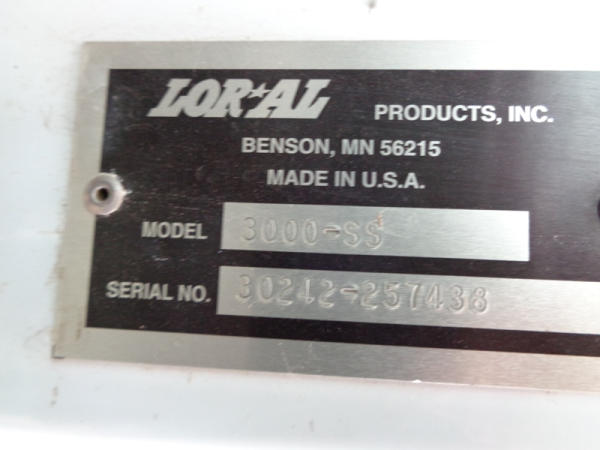 LOR★AL PRODUCTS, INC.
BENSON, MN 56215
MADE IN U.S.A.
MODEL 3000-SS
SERIAL NO. 30242-257438